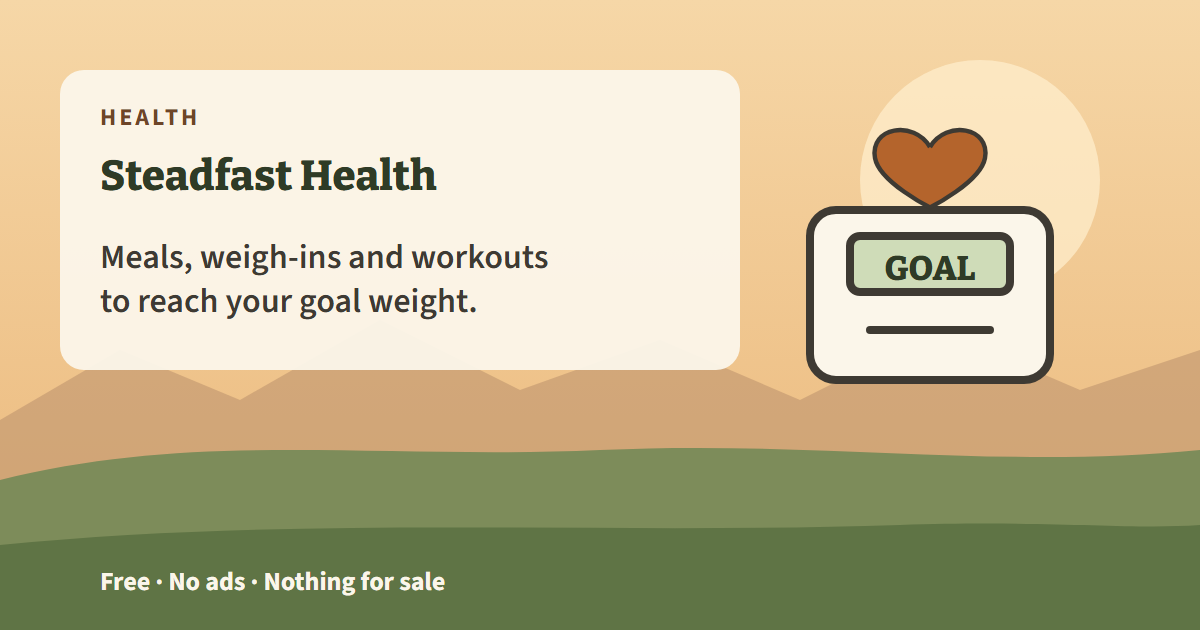 HEALTH
Steadfast Health
Meals, weigh-ins and workouts
to reach your goal weight.
GOAL
Free · No ads · Nothing for sale